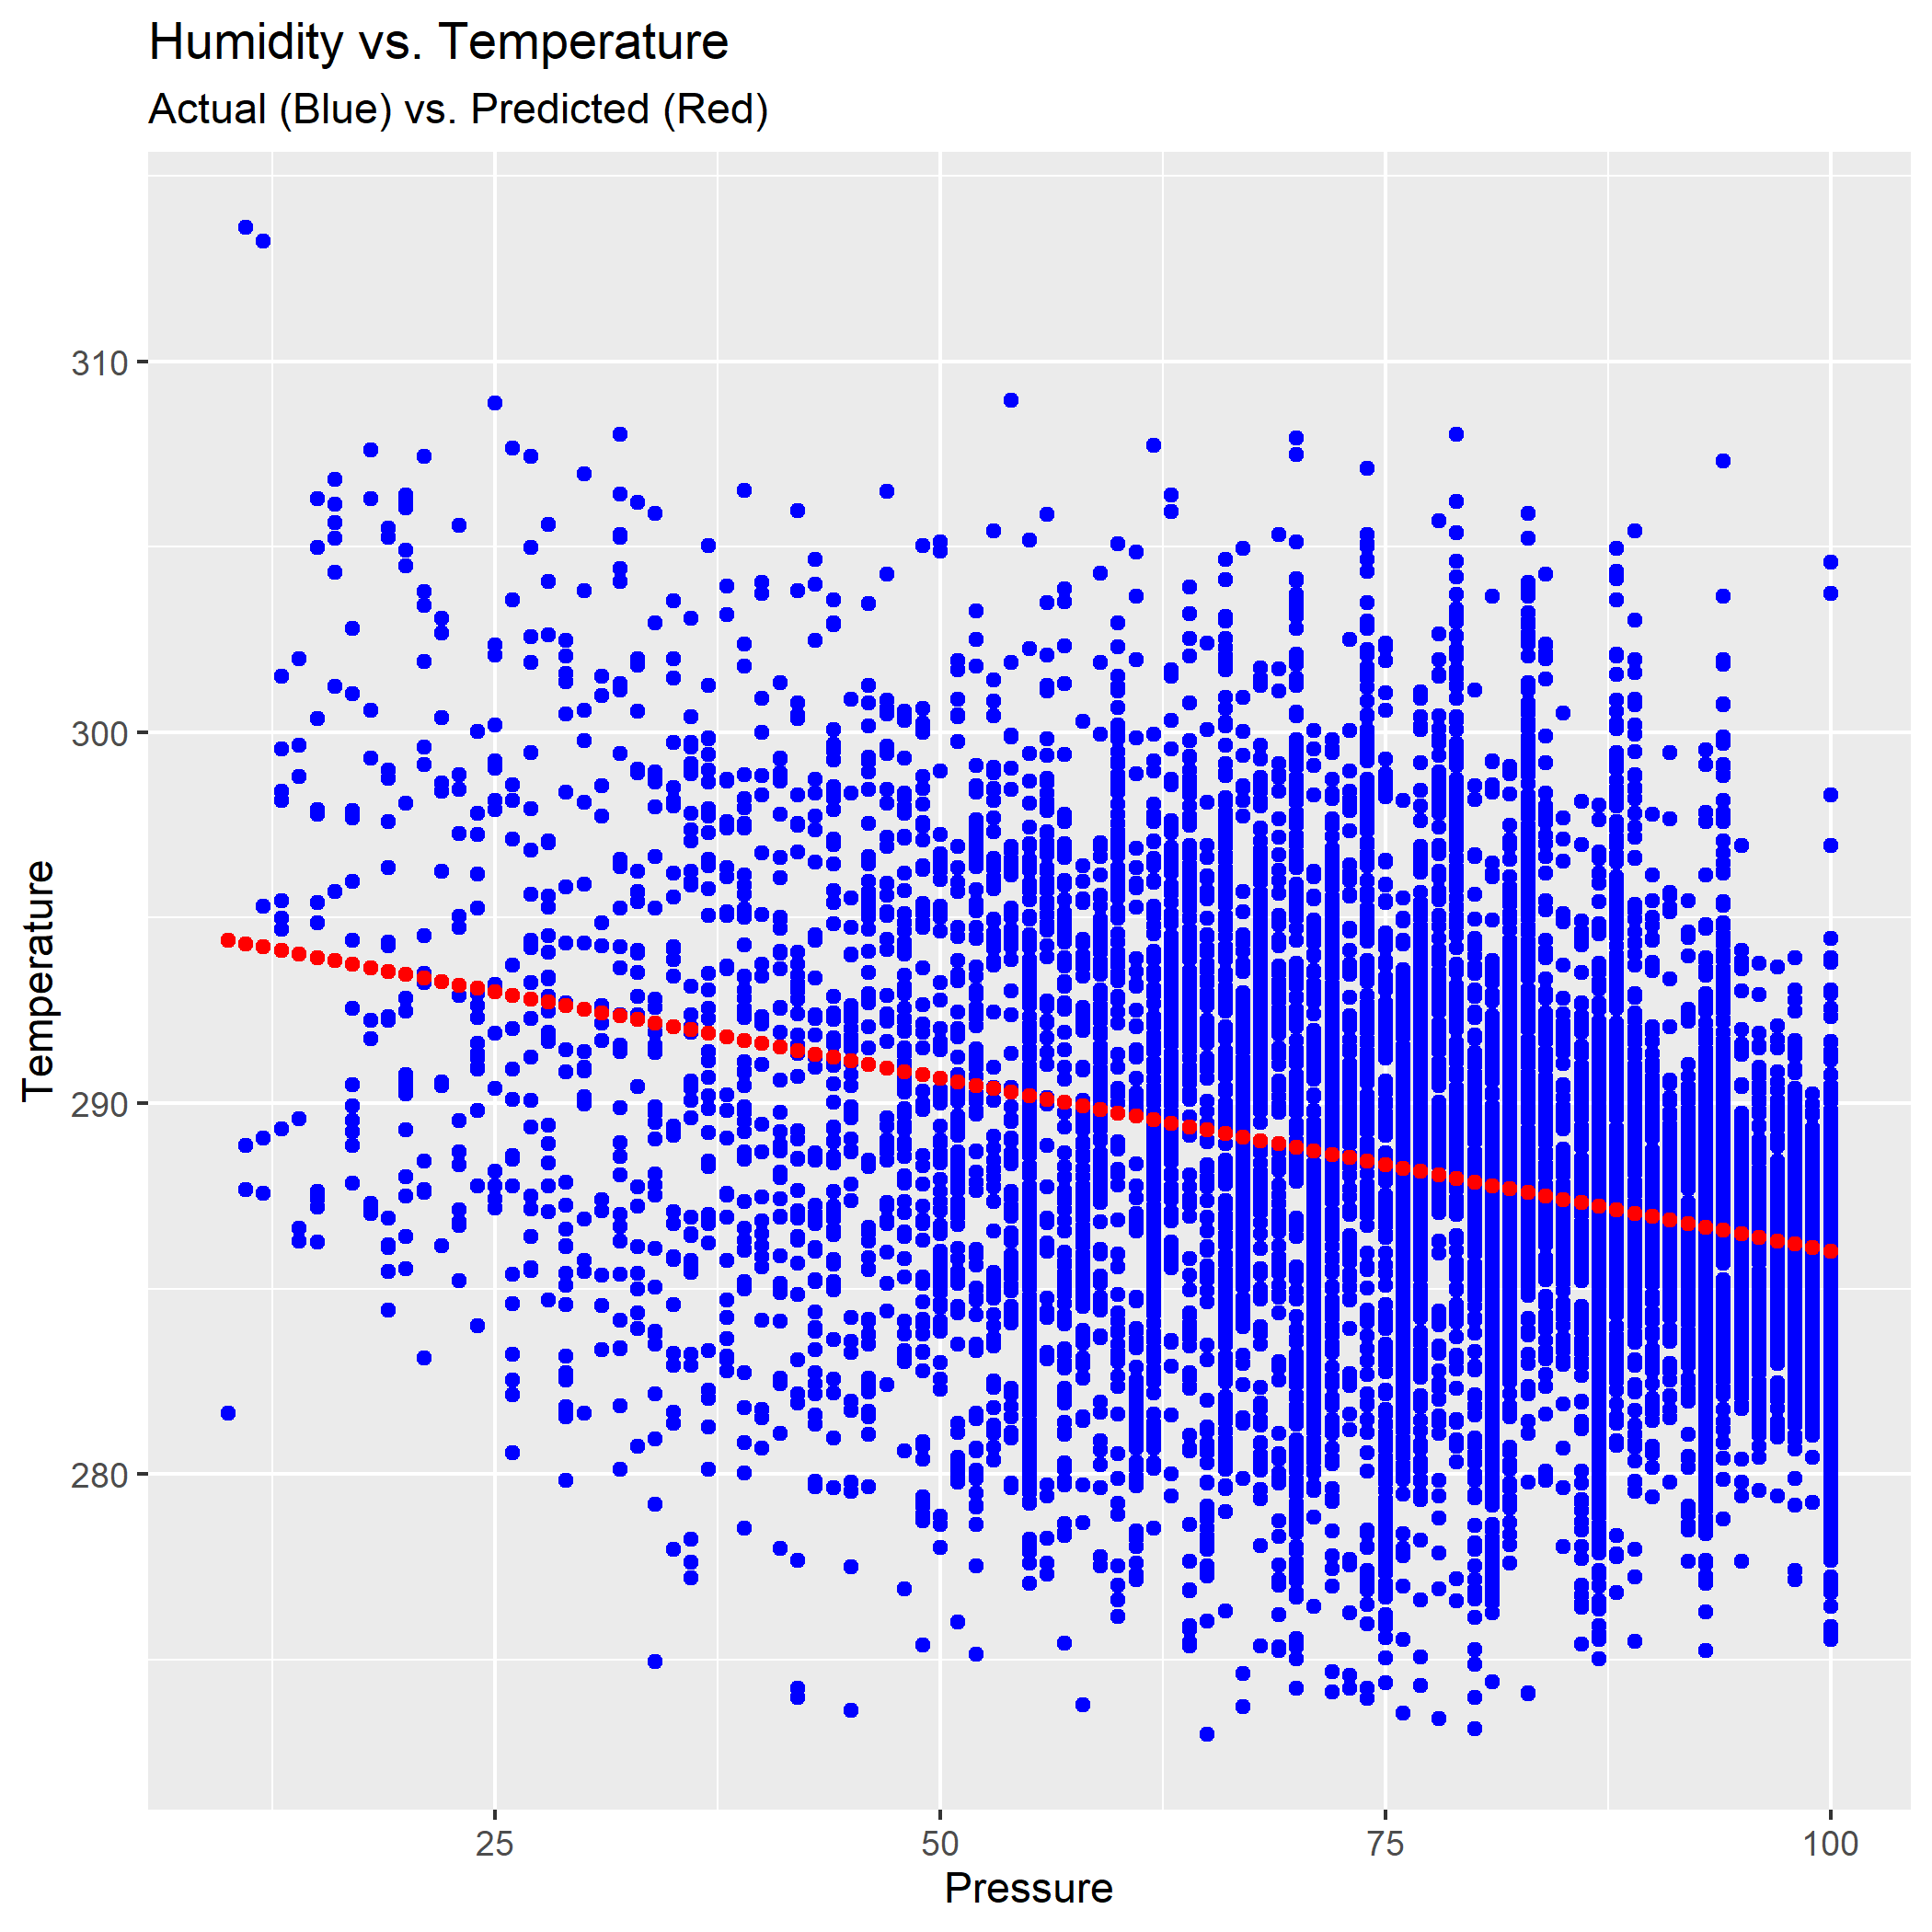 Humidity vs. Temperature
Actual (Blue) vs. Predicted (Red)
310
300
290
280
Temperature
25 50 75 100
Pressure